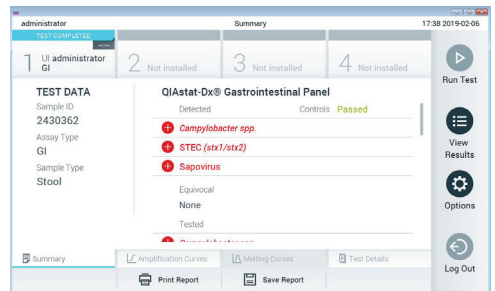 administrator Summary 17:38 2019-02-06
TEST COMPLETED
1 UI administrator GI
2 Not installed
3 Not installed
4 Not installed
Run Test
TEST DATA
Sample ID
2430362
Assay Type
GI
Sample Type
Stool
QIAstat-Dx® Gastrointestinal Panel
Detected Controls Passed
Campylobacter spp.
STEC (stx1/stx2)
Sapovirus
Equivocal
None
Tested
View Results
Options
Log Out
Summary Amplification Curves Melting Curves Test Details
Print Report Save Report